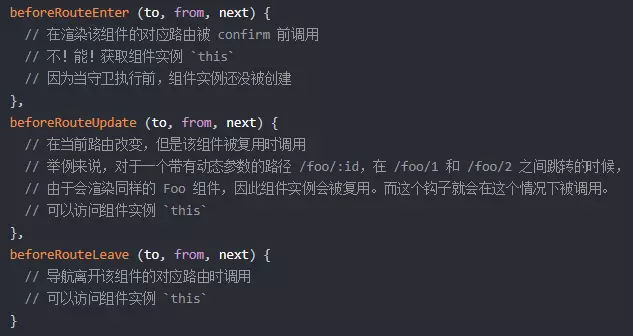 beforeRouteEnter (to, from, next) {
// 在渲染该组件的对应路由被 confirm 前调用
// 不！能！获取组件实例 `this`
// 因为当守卫执行前，组件实例还没被创建
},
beforeRouteUpdate (to, from, next) {
// 在当前路由改变，但是该组件被复用时调用
// 举例来说，对于一个带有动态参数的路径 /foo/:id，在 /foo/1 和 /foo/2 之间跳转的时候，
// 由于会渲染同样的 Foo 组件，因此组件实例会被复用。而这个钩子就会在这个情况下被调用。
// 可以访问组件实例 `this`
},
beforeRouteLeave (to, from, next) {
// 导航离开该组件的对应路由时调用
// 可以访问组件实例 `this`
}